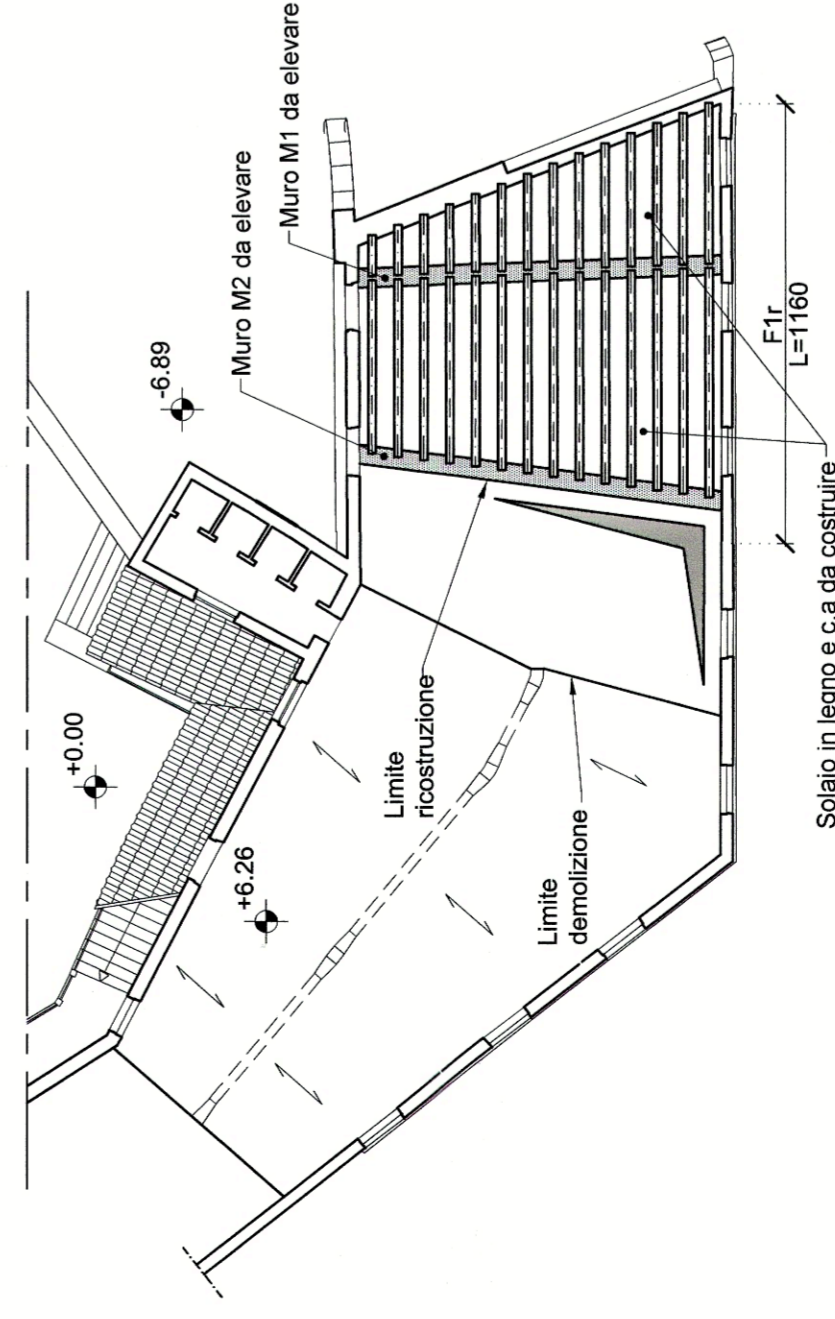 Muro M1 da elevare
Muro M2 da elevare
-6.89
+0.00
+6.26
Limite
ricostruzione
Limite
demolizione
F1r
L=1160
Solaio in legno e c.a da costruire